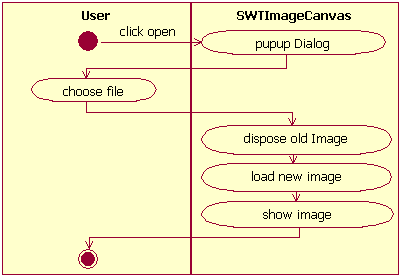 User
SWTImageCanvas
click open
pupup Dialog
choose file
dispose old Image
load new image
show image